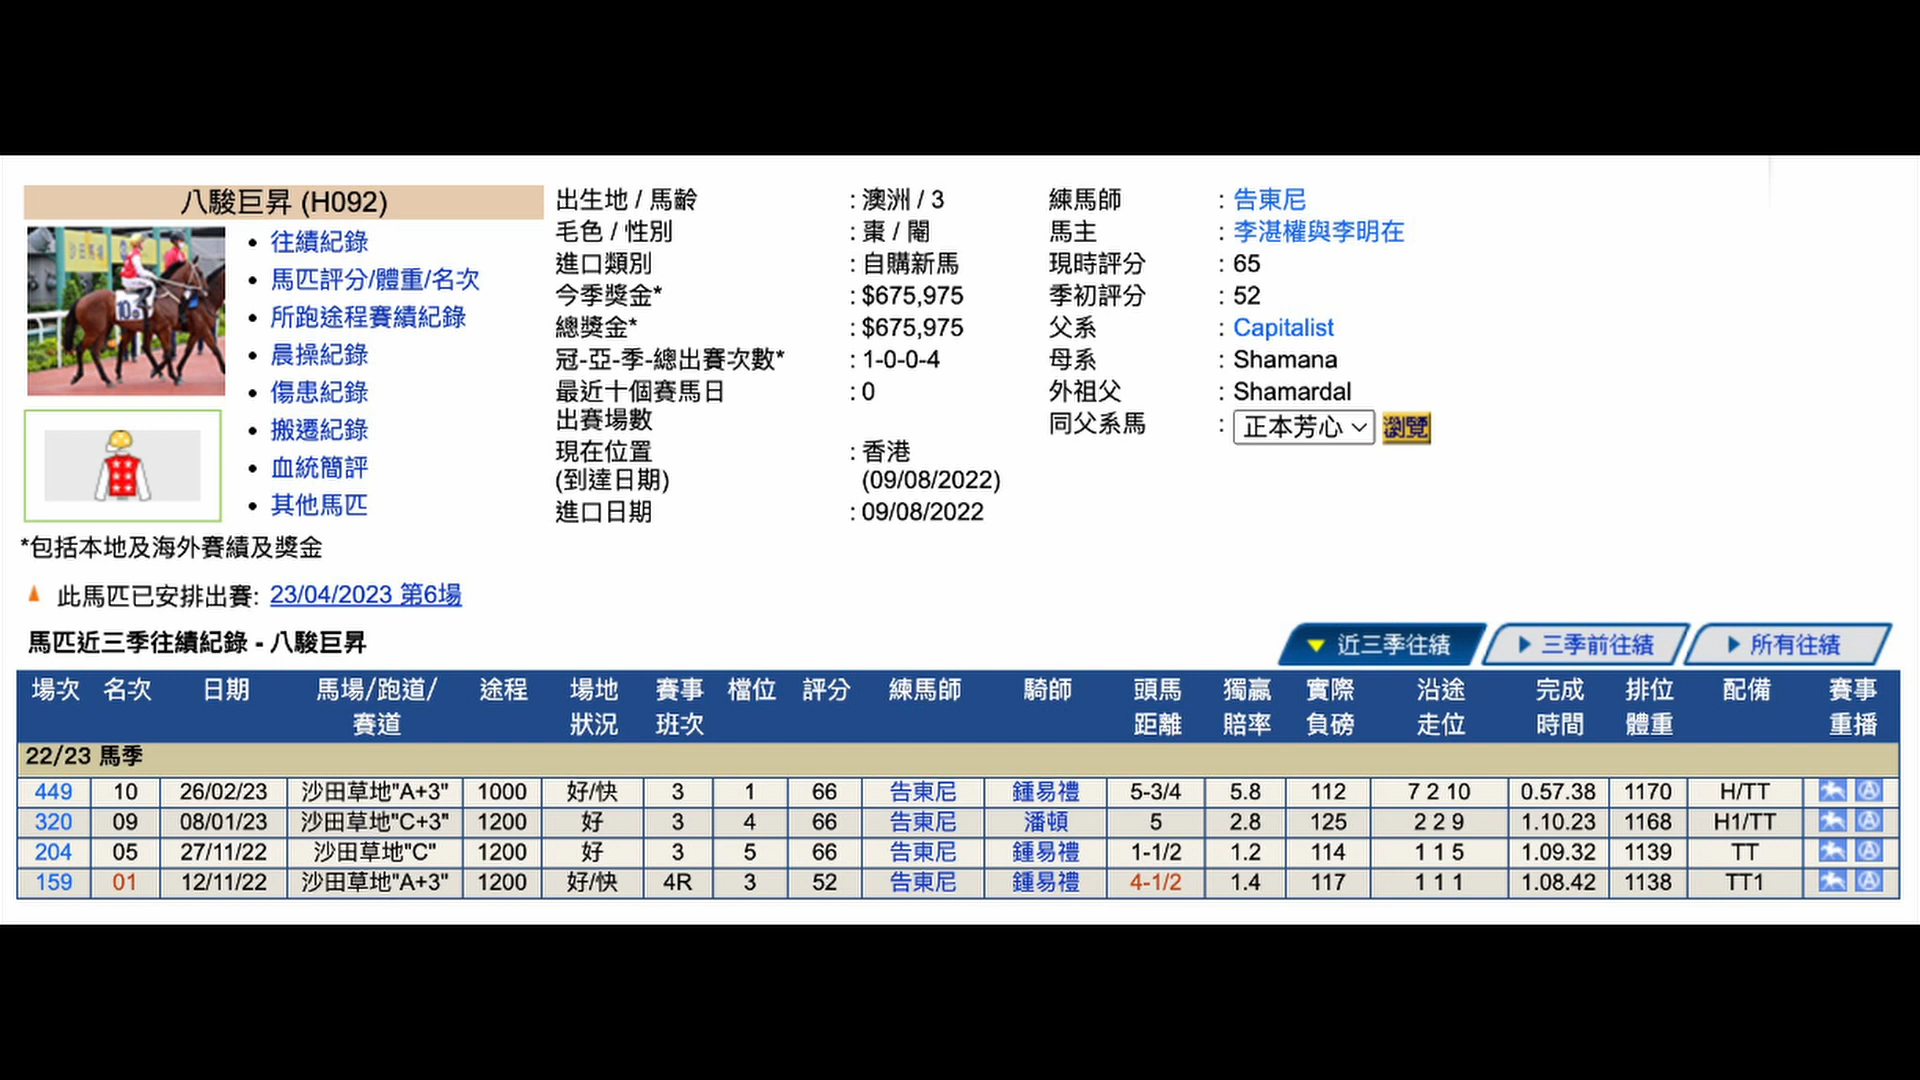 八駿巨昇 (H092)
往績紀錄
馬匹評分/體重/名次
所跑途程賽績紀錄
晨操紀錄
傷患紀錄
搬遷紀錄
血統簡評
其他馬匹
*包括本地及海外賽績及獎金
出生地 / 馬齡 : 澳洲 / 3
毛色 / 性別 : 棗 / 閹
進口類別 : 自購新馬
今季獎金* : $675,975
總獎金* : $675,975
冠-亞-季-總出賽次數* : 1-0-0-4
最近十個賽馬日 : 0
出賽場數
現在位置 : 香港
(到達日期) (09/08/2022)
進口日期 : 09/08/2022
練馬師 : 告東尼
馬主 : 李湛權與李明在
現時評分 : 65
季初評分 : 52
父系 : Capitalist
母系 : Shamana
外祖父 : Shamardal
同父系馬 : 正本芳心 瀏覽
此馬匹已安排出賽: 23/04/2023 第6場
馬匹近三季往績紀錄 - 八駿巨昇
近三季往績 三季前往績 所有往績
場次 名次 日期 馬場/跑道/ 途程 場地 賽事 檔位 評分 練馬師 騎師 頭馬 獨贏 實際 沿途 完成 排位 配備 賽事
賽道 狀況 班次 距離 賠率 負磅 走位 時間 體重 重播
22/23 馬季
449 10 26/02/23 沙田草地"A+3" 1000 好/快 3 1 66 告東尼 鍾易禮 5-3/4 5.8 112 7 2 10 0.57.38 1170 H/TT
320 09 08/01/23 沙田草地"C+3" 1200 好 3 4 66 告東尼 潘頓 5 2.8 125 2 2 9 1.10.23 1168 H1/TT
204 05 27/11/22 沙田草地"C" 1200 好 3 5 66 告東尼 鍾易禮 1-1/2 1.2 114 1 1 5 1.09.32 1139 TT
159 01 12/11/22 沙田草地"A+3" 1200 好/快 4R 3 52 告東尼 鍾易禮 4-1/2 1.4 117 1 1 1 1.08.42 1138 TT1